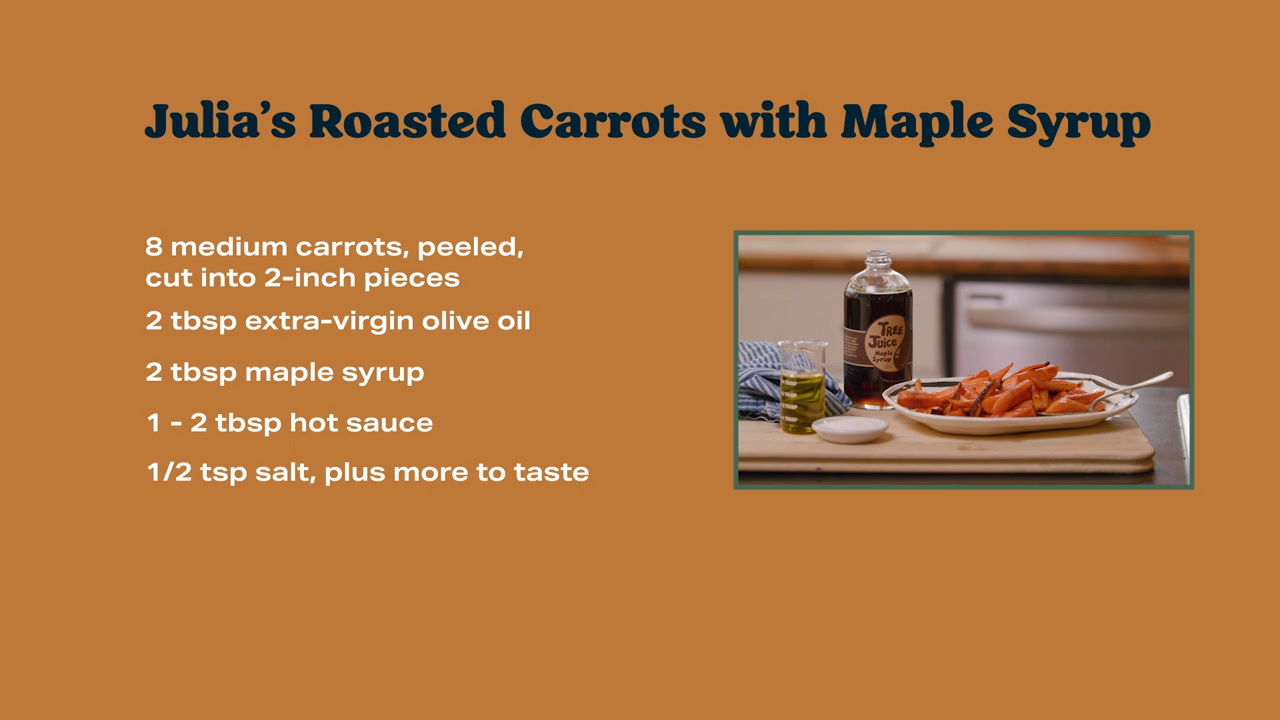 Julia’s Roasted Carrots with Maple Syrup
8 medium carrots, peeled,
cut into 2-inch pieces
2 tbsp extra-virgin olive oil
2 tbsp maple syrup
1 - 2 tbsp hot sauce
1/2 tsp salt, plus more to taste
TREE
JUICE
Maple
Syrup